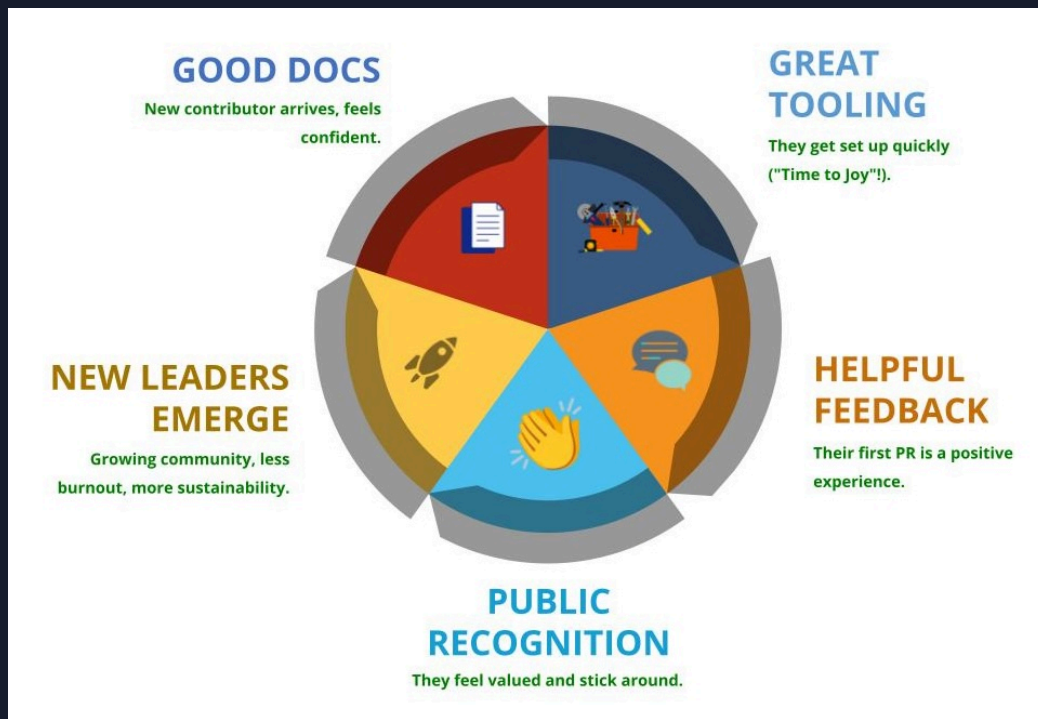 GOOD DOCS
New contributor arrives, feels
confident.
GREAT
TOOLING
They get set up quickly
("Time to Joy"!).
HELPFUL
FEEDBACK
Their first PR is a positive
experience.
PUBLIC
RECOGNITION
They feel valued and stick around.
NEW LEADERS
EMERGE
Growing community, less
burnout, more sustainability.